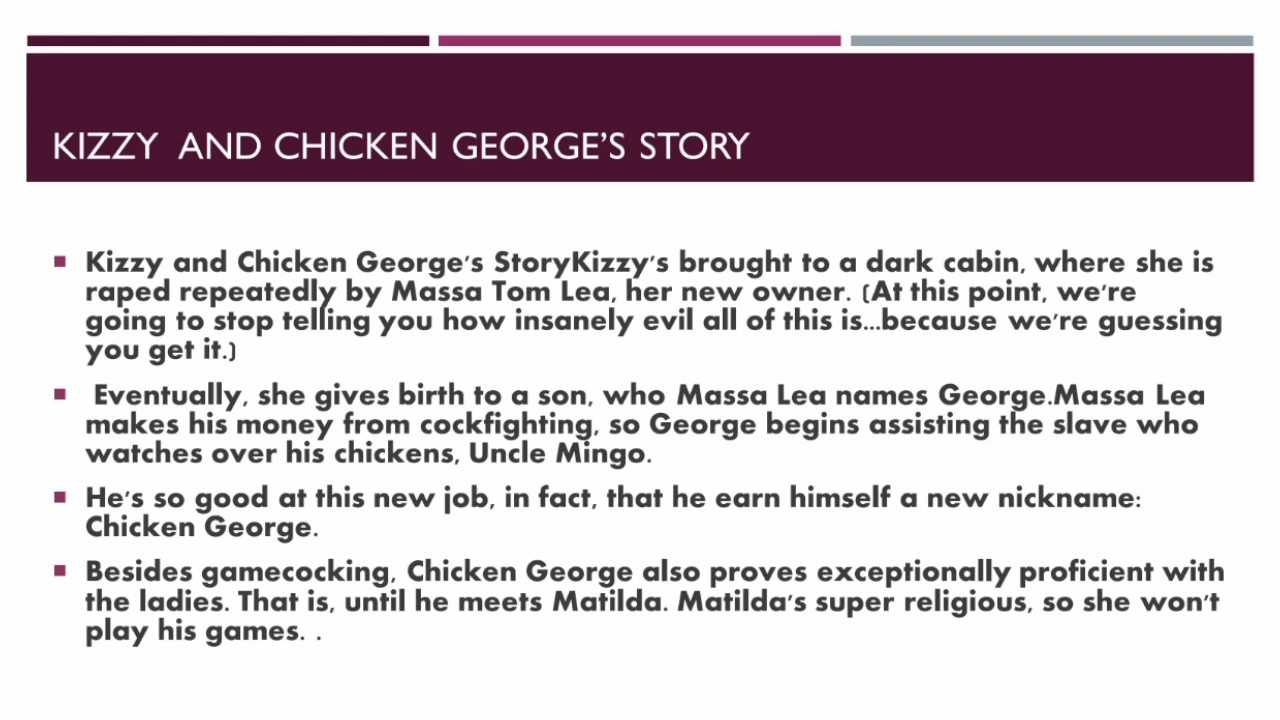 KIZZY AND CHICKEN GEORGE’S STORY
Kizzy and Chicken George's StoryKizzy's brought to a dark cabin, where she is
raped repeatedly by Massa Tom Lea, her new owner. (At this point, we're
going to stop telling you how insanely evil all of this is...because we're guessing
you get it.)
Eventually, she gives birth to a son, who Massa Lea names George.Massa Lea
makes his money from cockfighting, so George begins assisting the slave who
watches over his chickens, Uncle Mingo.
He's so good at this new job, in fact, that he earn himself a new nickname:
Chicken George.
Besides gamecocking, Chicken George also proves exceptionally proficient with
the ladies. That is, until he meets Matilda. Matilda's super religious, so she won't
play his games. .